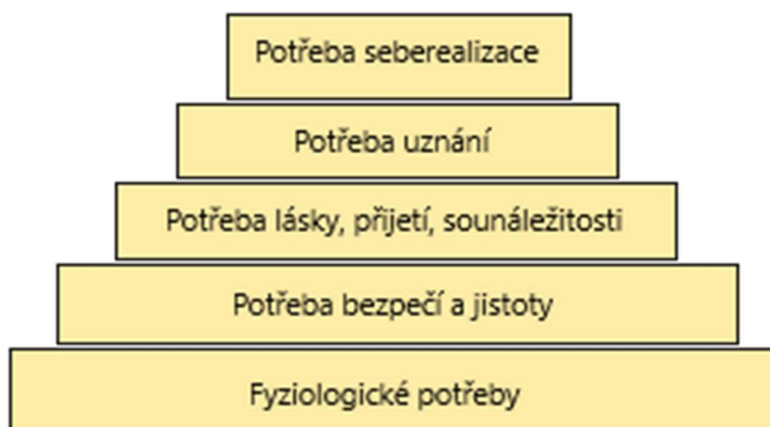 Potřeba seberealizace
Potřeba uznání
Potřeba lásky, přijetí, sounáležitosti
Potřeba bezpečí a jistoty
Fyziologické potřeby